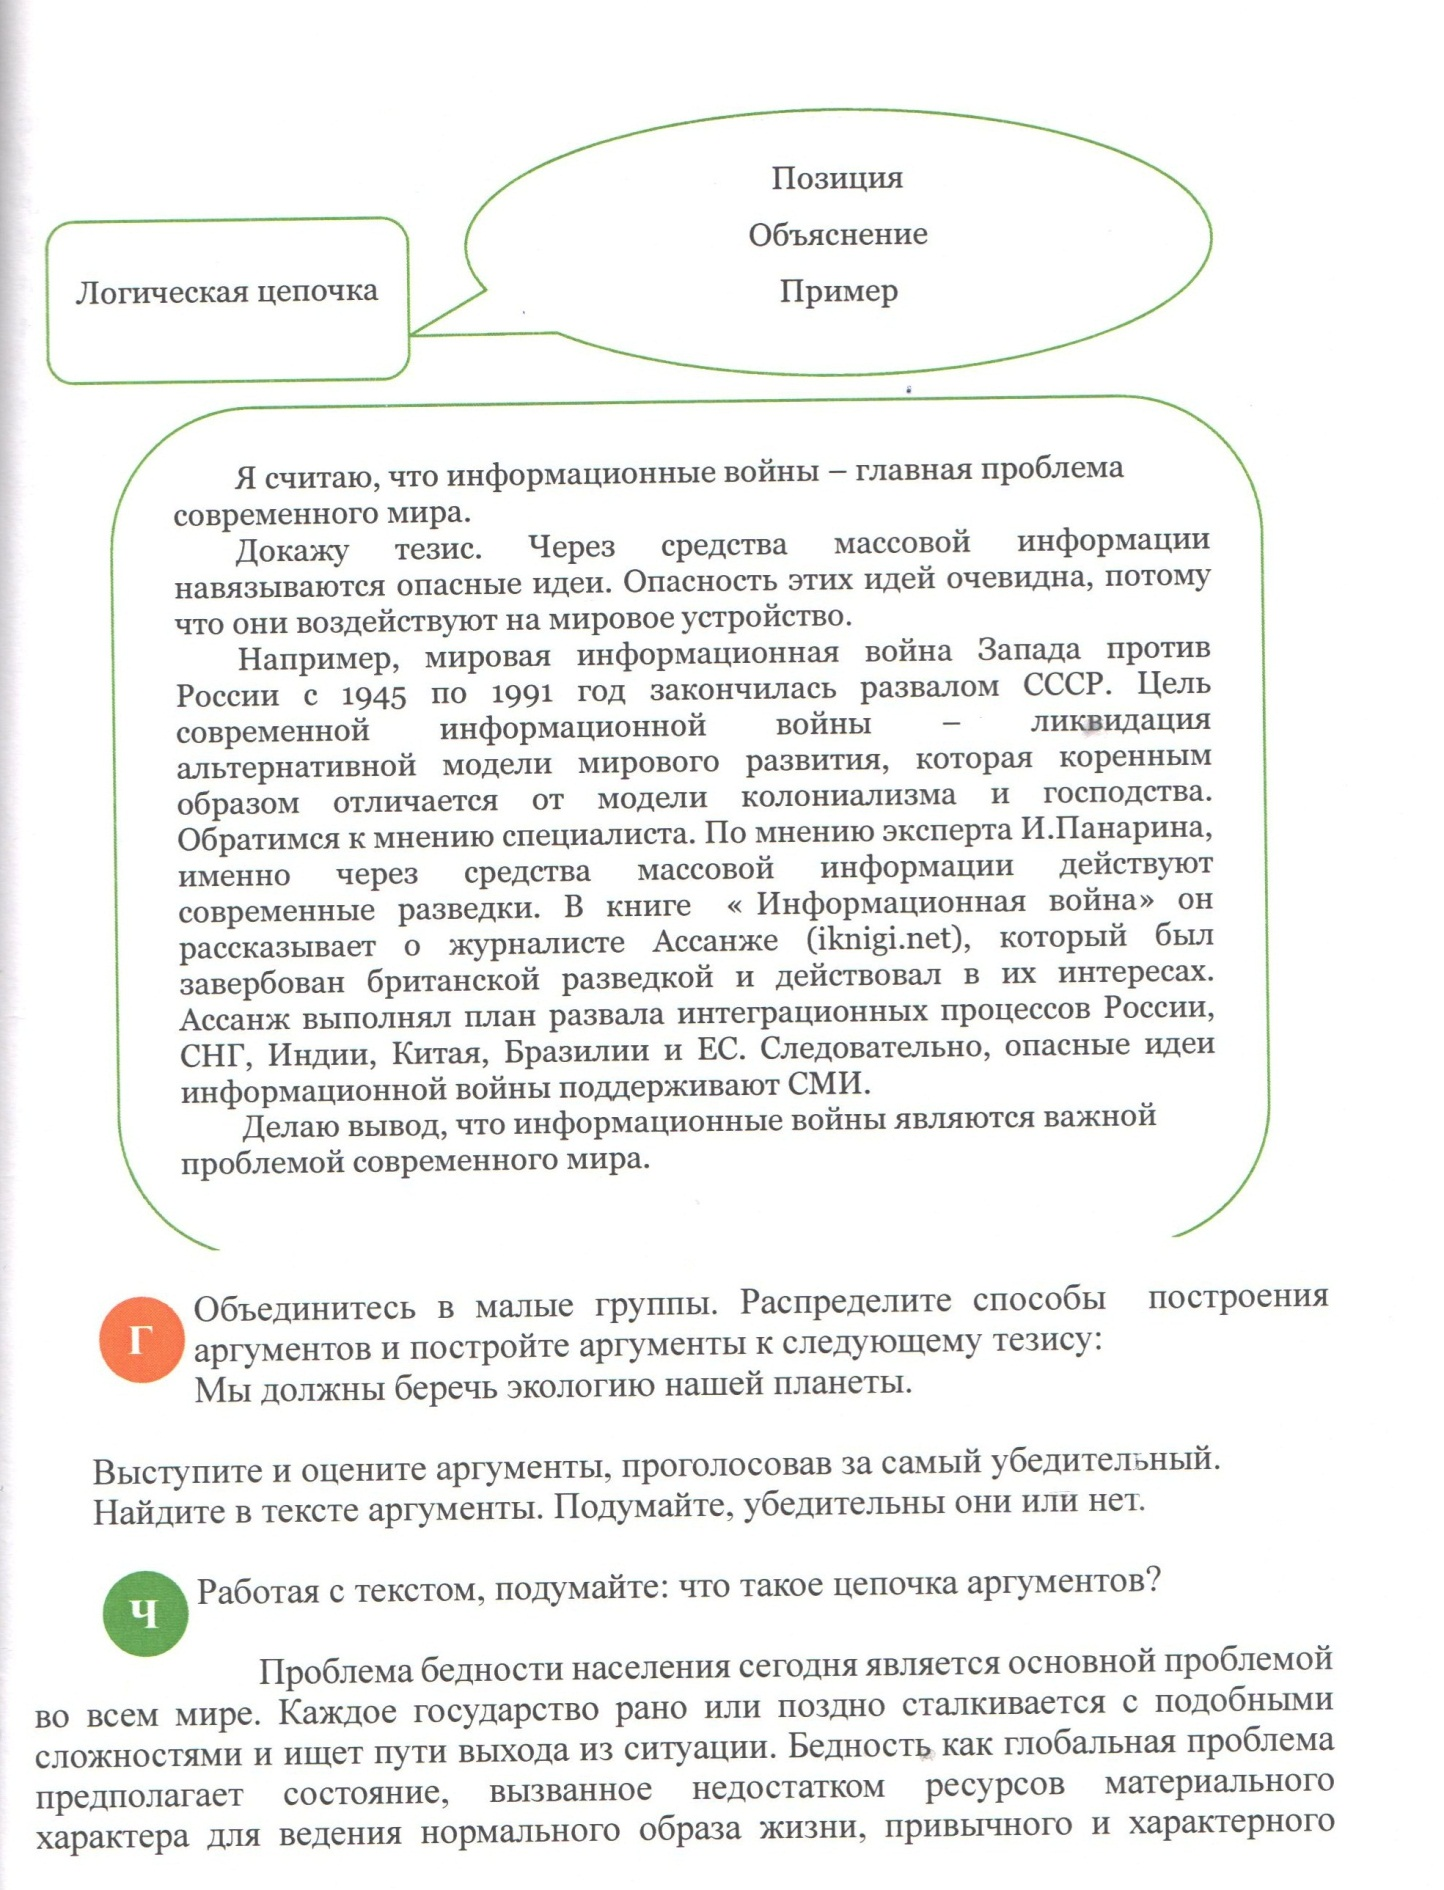 Позиция
Объяснение
Пример
Логическая цепочка
Я считаю, что информационные войны – главная проблема
современного мира.
Докажу тезис. Через средства массовой информации
навязываются опасные идеи. Опасность этих идей очевидна, потому
что они воздействуют на мировое устройство.
Например, мировая информационная война Запада против
России с 1945 по 1991 год закончилась развалом СССР. Цель
современной информационной войны – ликвидация
альтернативной модели мирового развития, которая коренным
образом отличается от модели колониализма и господства.
Обратимся к мнению специалиста. По мнению эксперта И.Панарина,
именно через средства массовой информации действуют
современные разведки. В книге « Информационная война» он
рассказывает о журналисте Ассанже (iknigi.net), который был
завербован британской разведкой и действовал в их интересах.
Ассанж выполнял план развала интеграционных процессов России,
СНГ, Индии, Китая, Бразилии и ЕС. Следовательно, опасные идеи
информационной войны поддерживают СМИ.
Делаю вывод, что информационные войны являются важной
проблемой современного мира.
Г
Объединитесь в малые группы. Распределите способы построения
аргументов и постройте аргументы к следующему тезису:
Мы должны беречь экологию нашей планеты.
Выступите и оцените аргументы, проголосовав за самый убедительный.
Найдите в тексте аргументы. Подумайте, убедительны они или нет.
Ч
Работая с текстом, подумайте: что такое цепочка аргументов?
Проблема бедности населения сегодня является основной проблемой
во всем мире. Каждое государство рано или поздно сталкивается с подобными
сложностями и ищет пути выхода из ситуации. Бедность как глобальная проблема
предполагает состояние, вызванное недостатком ресурсов материального
характера для ведения нормального образа жизни, привычного и характерного